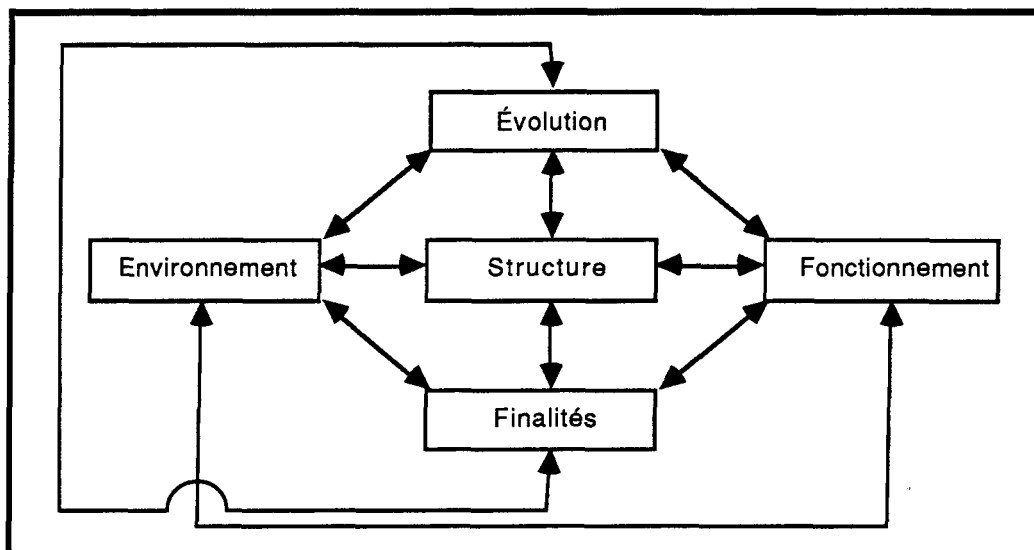 Évolution
Environnement
Structure
Fonctionnement
Finalités